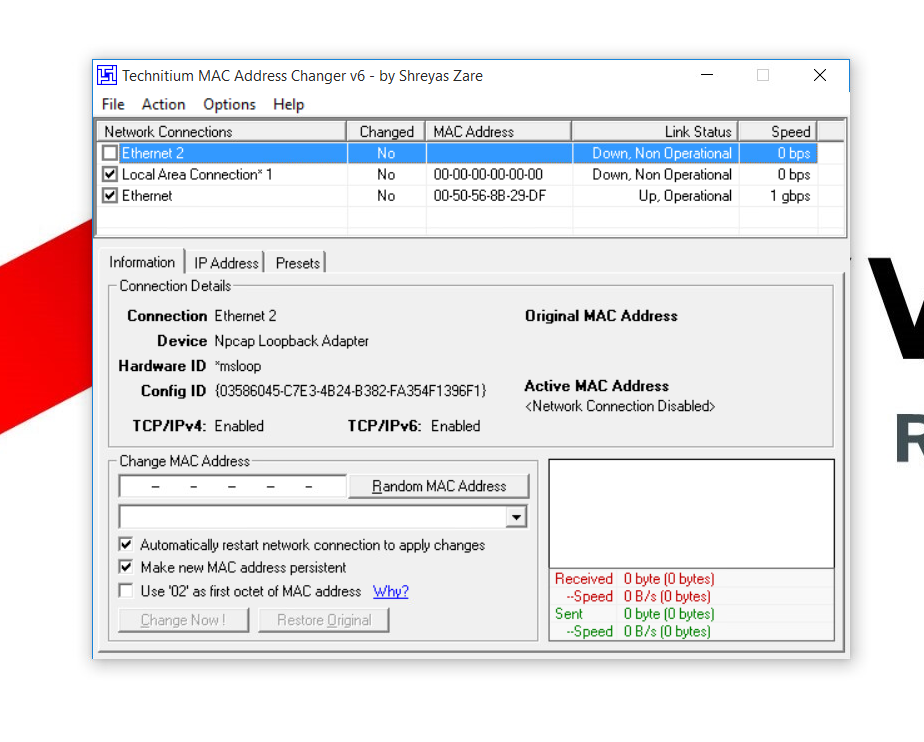 Technitium MAC Address Changer v6 - by Shreyas Zare
File Action Options Help
Network Connections Changed MAC Address Link Status Speed
Ethernet 2 No Down, Non Operational 0 bps
Local Area Connection* 1 No 00-00-00-00-00-00 Down, Non Operational 0 bps
Ethernet No 00-50-56-8B-29-DF Up, Operational 1 gbps
Information IP Address Presets
Connection Details
Connection Ethernet 2 Original MAC Address
Device Npcap Loopback Adapter
Hardware ID *msloop
Active MAC Address
Config ID {03586045-C7E3-4B24-B382-FA354F1396F1}
<Network Connection Disabled>
TCP/IPv4: Enabled TCP/IPv6: Enabled
Change MAC Address
- - - - - Random MAC Address
Automatically restart network connection to apply changes
Make new MAC address persistent
Use '02' as first octet of MAC address Why?
Change Now ! Restore Original
Received 0 byte (0 bytes)
--Speed 0 B/s (0 bytes)
Sent 0 byte (0 bytes)
--Speed 0 B/s (0 bytes)